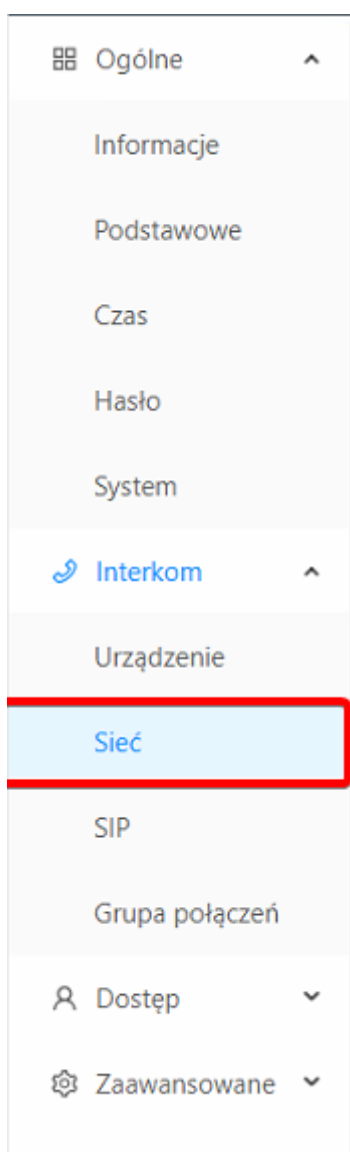 Ogólne
Informacje
Podstawowe
Czas
Hasło
System
Interkom
Urządzenie
Sieć
SIP
Grupa połączeń
Dostęp
Zaawansowane